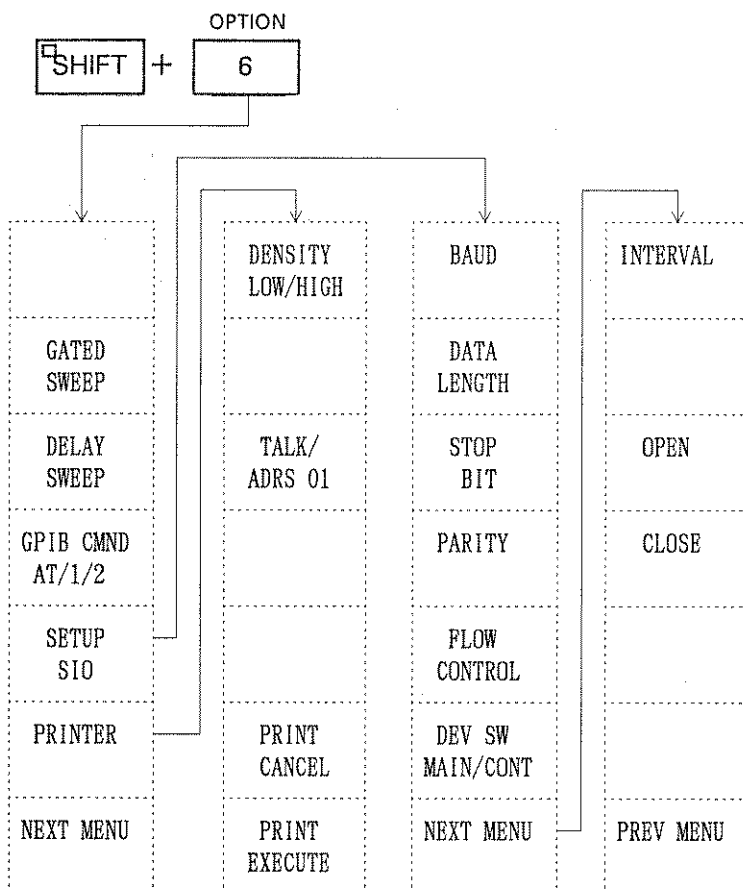 OPTION
SHIFT + 6
GATED
SWEEP
DELAY
SWEEP
GPIB CMND
AT/1/2
SETUP
SIO
PRINTER
NEXT MENU
DENSITY
LOW/HIGH
TALK/
ADRS 01
PRINT
CANCEL
PRINT
EXECUTE
BAUD
DATA
LENGTH
STOP
BIT
PARITY
FLOW
CONTROL
DEV SW
MAIN/CONT
NEXT MENU
INTERVAL
OPEN
CLOSE
PREV MENU